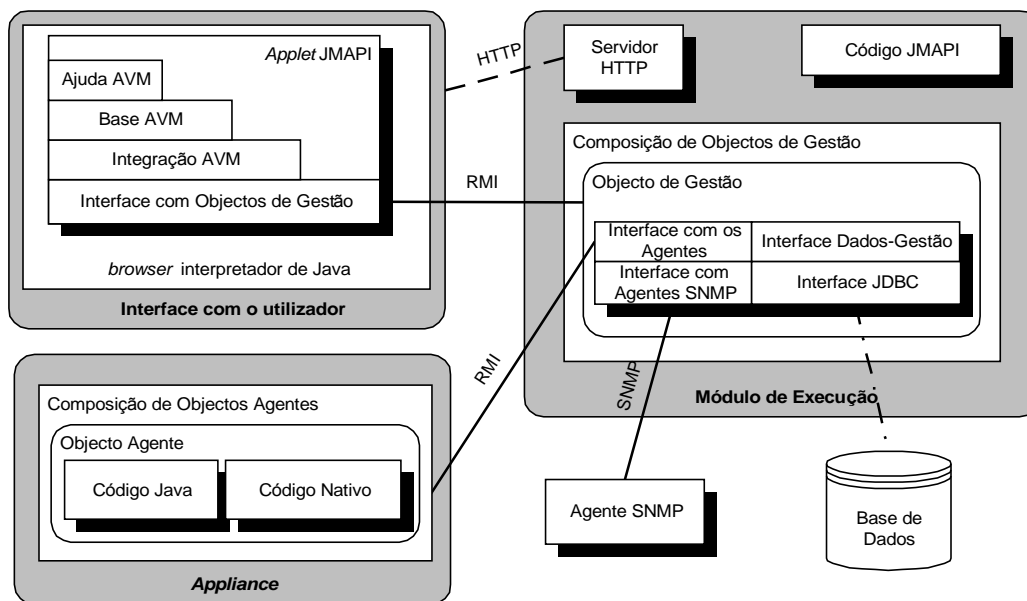 Applet JMAPI
Ajuda AVM
Base AVM
Integração AVM
Interface com Objectos de Gestão
browser interpretador de Java
Interface com o utilizador
HTTP
RMI
Servidor
HTTP
Código JMAPI
Composição de Objectos de Gestão
Objecto de Gestão
Interface com os
Agentes
Interface Dados-Gestão
Interface com
Agentes SNMP
Interface JDBC
Módulo de Execução
RMI
SNMP
Composição de Objectos Agentes
Objecto Agente
Código Java
Código Nativo
Appliance
Agente SNMP
Base de
Dados